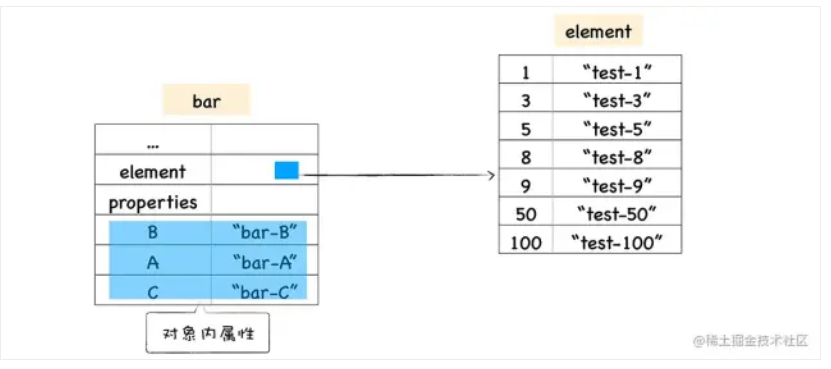 element
1 "test-1"
3 "test-3"
5 "test-5"
8 "test-8"
9 "test-9"
50 "test-50"
100 "test-100"
bar
...
element
properties
B "bar-B"
A "bar-A"
C "bar-C"
对象内属性
@稀土掘金技术社区